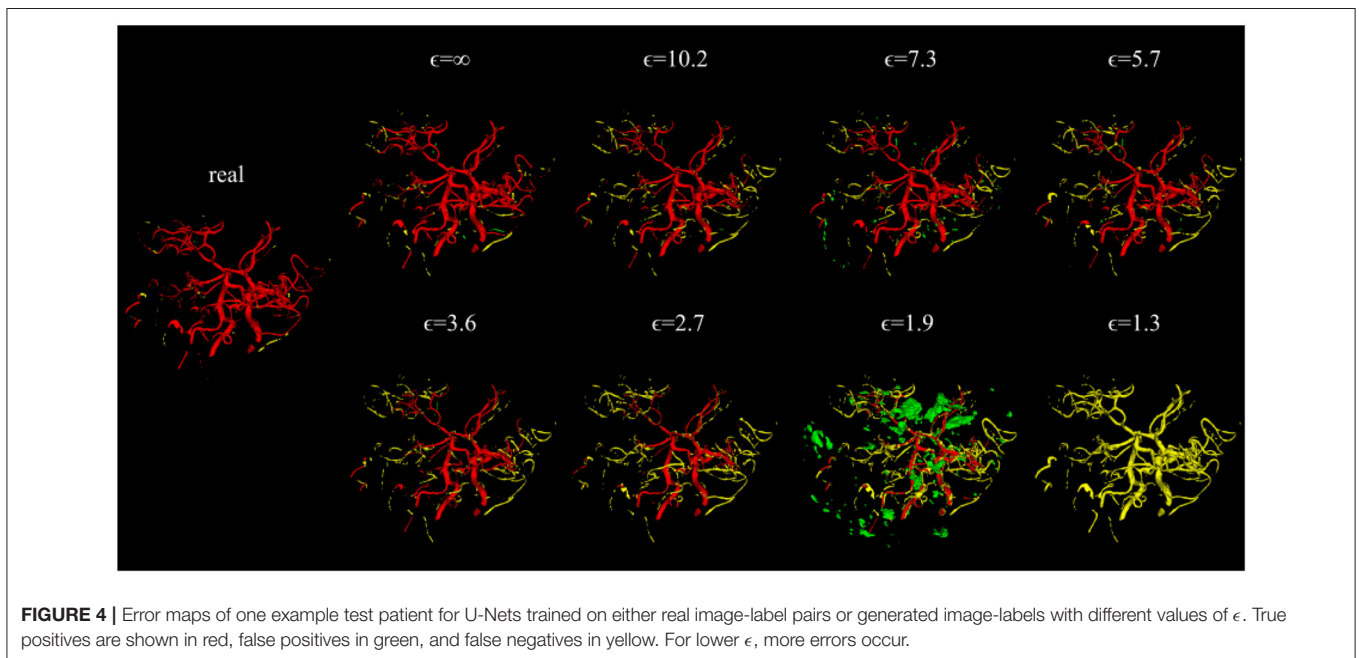 ϵ=∞
ϵ=10.2
ϵ=7.3
ϵ=5.7
real
ϵ=3.6
ϵ=2.7
ϵ=1.9
ϵ=1.3
FIGURE 4 | Error maps of one example test patient for U-Nets trained on either real image-label pairs or generated image-labels with different values of ϵ. True
positives are shown in red, false positives in green, and false negatives in yellow. For lower ϵ, more errors occur.